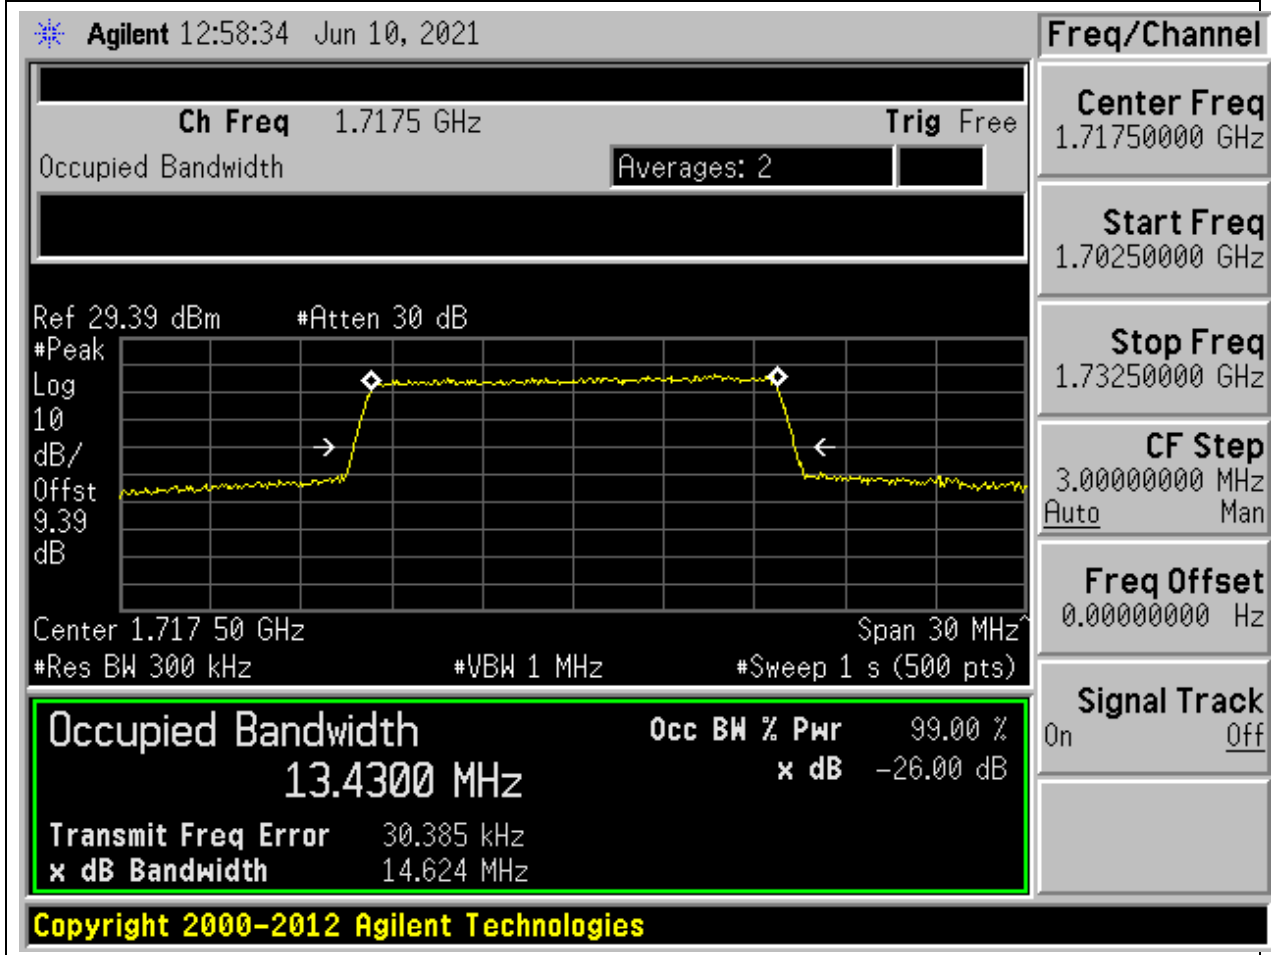 Agilent 12:58:34 Jun 10, 2021
Freq/Channel
Ch Freq 1.7175 GHz Trig Free
Occupied Bandwidth Averages: 2
Ref 29.39 dBm #Atten 30 dB
#Peak
Log
10
dB/
Offst
9.39
dB
Center 1.717 50 GHz Span 30 MHz^
#Res BW 300 kHz #VBW 1 MHz #Sweep 1 s (500 pts)
Occupied Bandwidth Occ BW % Pwr 99.00 %
13.4300 MHz x dB -26.00 dB
Transmit Freq Error 30.385 kHz
x dB Bandwidth 14.624 MHz
Center Freq
1.71750000 GHz
Start Freq
1.70250000 GHz
Stop Freq
1.73250000 GHz
CF Step
3.00000000 MHz
Auto Man
Freq Offset
0.00000000 Hz
Signal Track
On Off
Copyright 2000-2012 Agilent Technologies